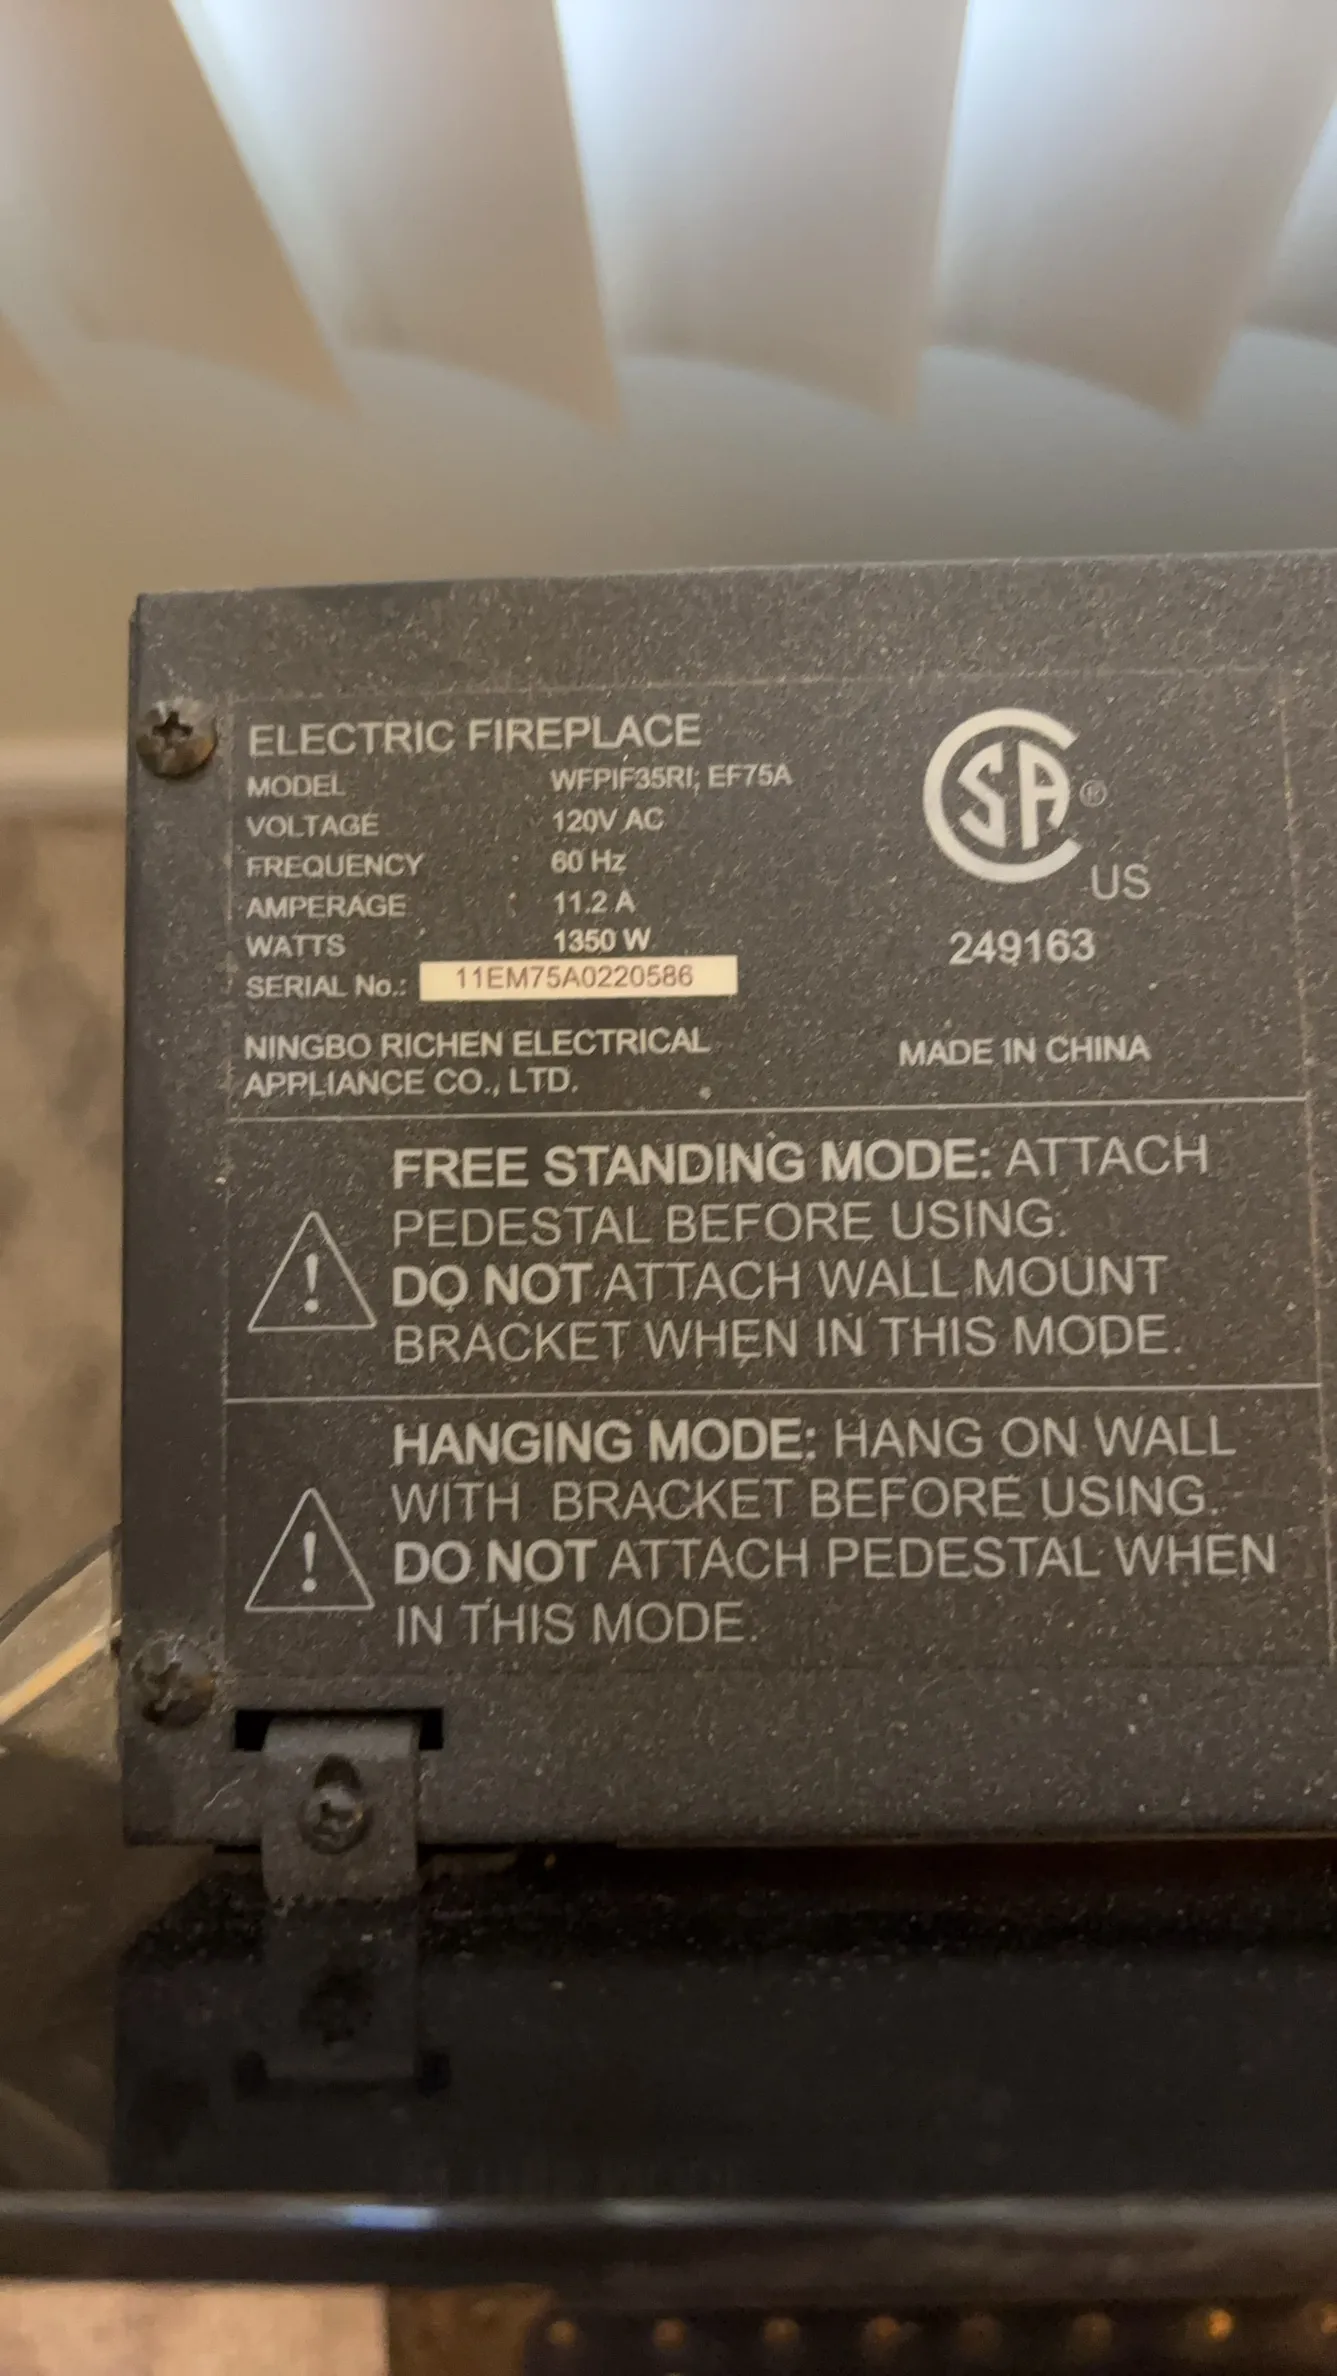 ELECTRIC FIREPLACE
MODEL WFPIF35RI; EF75A
VOLTAGE 120V AC
FREQUENCY 60 Hz
AMPERAGE 11.2 A
WATTS 1350 W
SERIAL No.: 11EM75A0220586
NINGBO RICHEN ELECTRICAL
APPLIANCE CO., LTD.
CSA® US
249163
MADE IN CHINA
! FREE STANDING MODE: ATTACH
PEDESTAL BEFORE USING.
DO NOT ATTACH WALL MOUNT
BRACKET WHEN IN THIS MODE.
! HANGING MODE: HANG ON WALL
WITH BRACKET BEFORE USING.
DO NOT ATTACH PEDESTAL WHEN
IN THIS MODE.